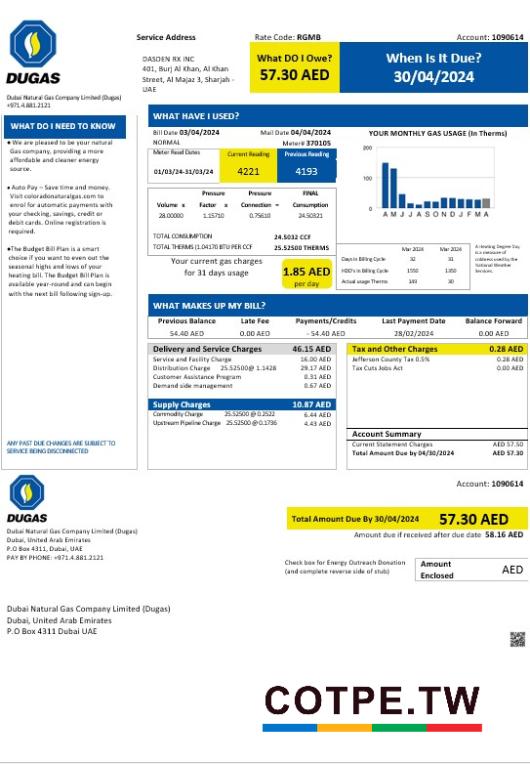 Service Address
Rate Code: RGMB
Account: 1090614
DUGAS
Dubai Natural Gas Company Limited (Dugas)
+971.4.881.2121
DASOEN RX INC
401, Burj Al Khan, Al Khan
Street, Al Majaz 3, Sharjah -
UAE
What DO I Owe?
57.30 AED
When Is It Due?
30/04/2024
WHAT DO I NEED TO KNOW
• We are pleased to be your natural
Gas company, providing a more
affordable and cleaner energy
source.
• Auto Pay – Save time and money.
Visit coloradonaturalgas.com to
enrol for automatic payments with
your checking, savings, credit or
debit cards. Online registration is
required.
•The Budget Bill Plan is a smart
choice if you want to even out the
seasonal highs and lows of your
heating bill. The Budget Bill Plan is
available year-round and can begin
with the next bill following sign-up.
ANY PAST DUE CHARGES ARE SUBJECT TO
SERVICE BEING DISCONNECTED
WHAT HAVE I USED?
Bill Date 03/04/2024
Mail Date 04/04/2024
NORMAL
Meter# 370105
Meter Read Dates
Current Reading
Previous Reading
01/03/24-31/03/24
4221
4193
Pressure
Pressure
FINAL
Volume x
Factor x
Connection =
Consumption
28.00000
1.15710
0.75610
24.50321
TOTAL CONSUMPTION
24.5032 CCF
TOTAL THERMS (1.04170 BTU PER CCF
25.52500 THERMS
Your current gas charges
for 31 days usage
1.85 AED
per day
YOUR MONTHLY GAS USAGE (In Therms)
200
100
0
A M J J A S O N D J F M A
Mar 2024
Mar 2024
Days in Billing Cycle
32
31
HDD's in Billing Cycle
1550
1350
Actual usage Therms
149
30
A Heating Degree Day
is a measure of
coldness used by the
National Weather
Services.
WHAT MAKES UP MY BILL?
Previous Balance
Late Fee
Payments/Credits
Last Payment Date
Balance Forward
54.40 AED
0.00 AED
- 54.40 AED
28/02/2024
0.00 AED
Delivery and Service Charges
46.15 AED
Service and Facility Charge
16.00 AED
Distribution Charge 25.52500@ 1.1428
29.17 AED
Customer Assistance Program
0.31 AED
Demand side management
0.67 AED
Supply Charges
10.87 AED
Commodity Charge 25.52500 @ 0.2522
6.44 AED
Upstream Pipeline Charge 25.52500 @ 0.1736
4.43 AED
Tax and Other Charges
0.28 AED
Jefferson County Tax 0.5%
0.28 AED
Tax Cuts Jobs Act
0.00 AED
Account Summary
Current Statement Charges
AED 57.50
Total Amount Due by 04/30/2024
AED 57.30
DUGAS
Dubai Natural Gas Company Limited (Dugas)
Dubai, United Arab Emirates
P.O Box 4311, Dubai, UAE
PAY BY PHONE: +971.4.881.2121
Account: 1090614
Total Amount Due By 30/04/2024
57.30 AED
Amount due if received after due date 58.16 AED
Check box for Energy Outreach Donation
(and complete reverse side of stub)
Amount
Enclosed
AED
Dubai Natural Gas Company Limited (Dugas)
Dubai, United Arab Emirates
P.O Box 4311 Dubai UAE
COTPE.TW